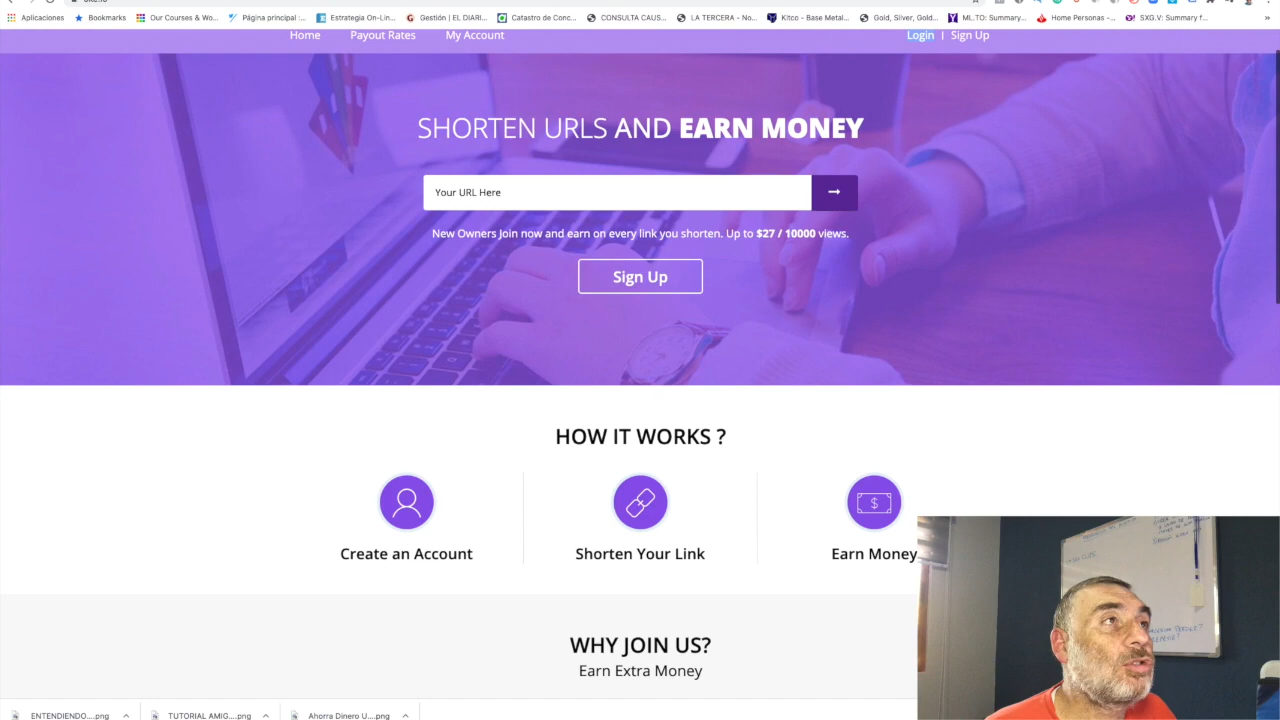 Aplicaciones Bookmarks Our Courses & Wo... Página principal :... Estrategia On-Lin... Gestión | EL DIARI... Catastro de Conc... CONSULTA CAUS... LA TERCERA - No... Kitco - Base Metal... Gold, Silver, Gold... ML.TO: Summary... Home Personas -... SXG.V: Summary f... »
Home Payout Rates My Account Login | Sign Up
SHORTEN URLS AND EARN MONEY
Your URL Here
New Owners Join now and earn on every link you shorten. Up to $27 / 10000 views.
Sign Up
HOW IT WORKS ?
Create an Account Shorten Your Link Earn Money
WHY JOIN US?
Earn Extra Money
ENTENDIENDO....png TUTORIAL AMIG....png Ahorra Dinero U....png